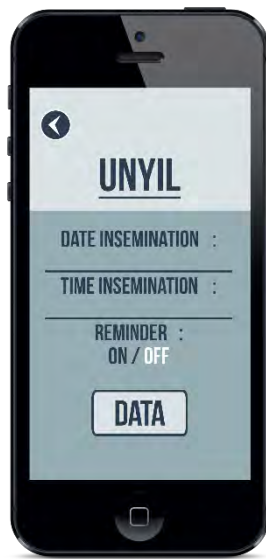 UNYIL
DATE INSEMINATION :
TIME INSEMINATION :
REMINDER :
ON / OFF
DATA